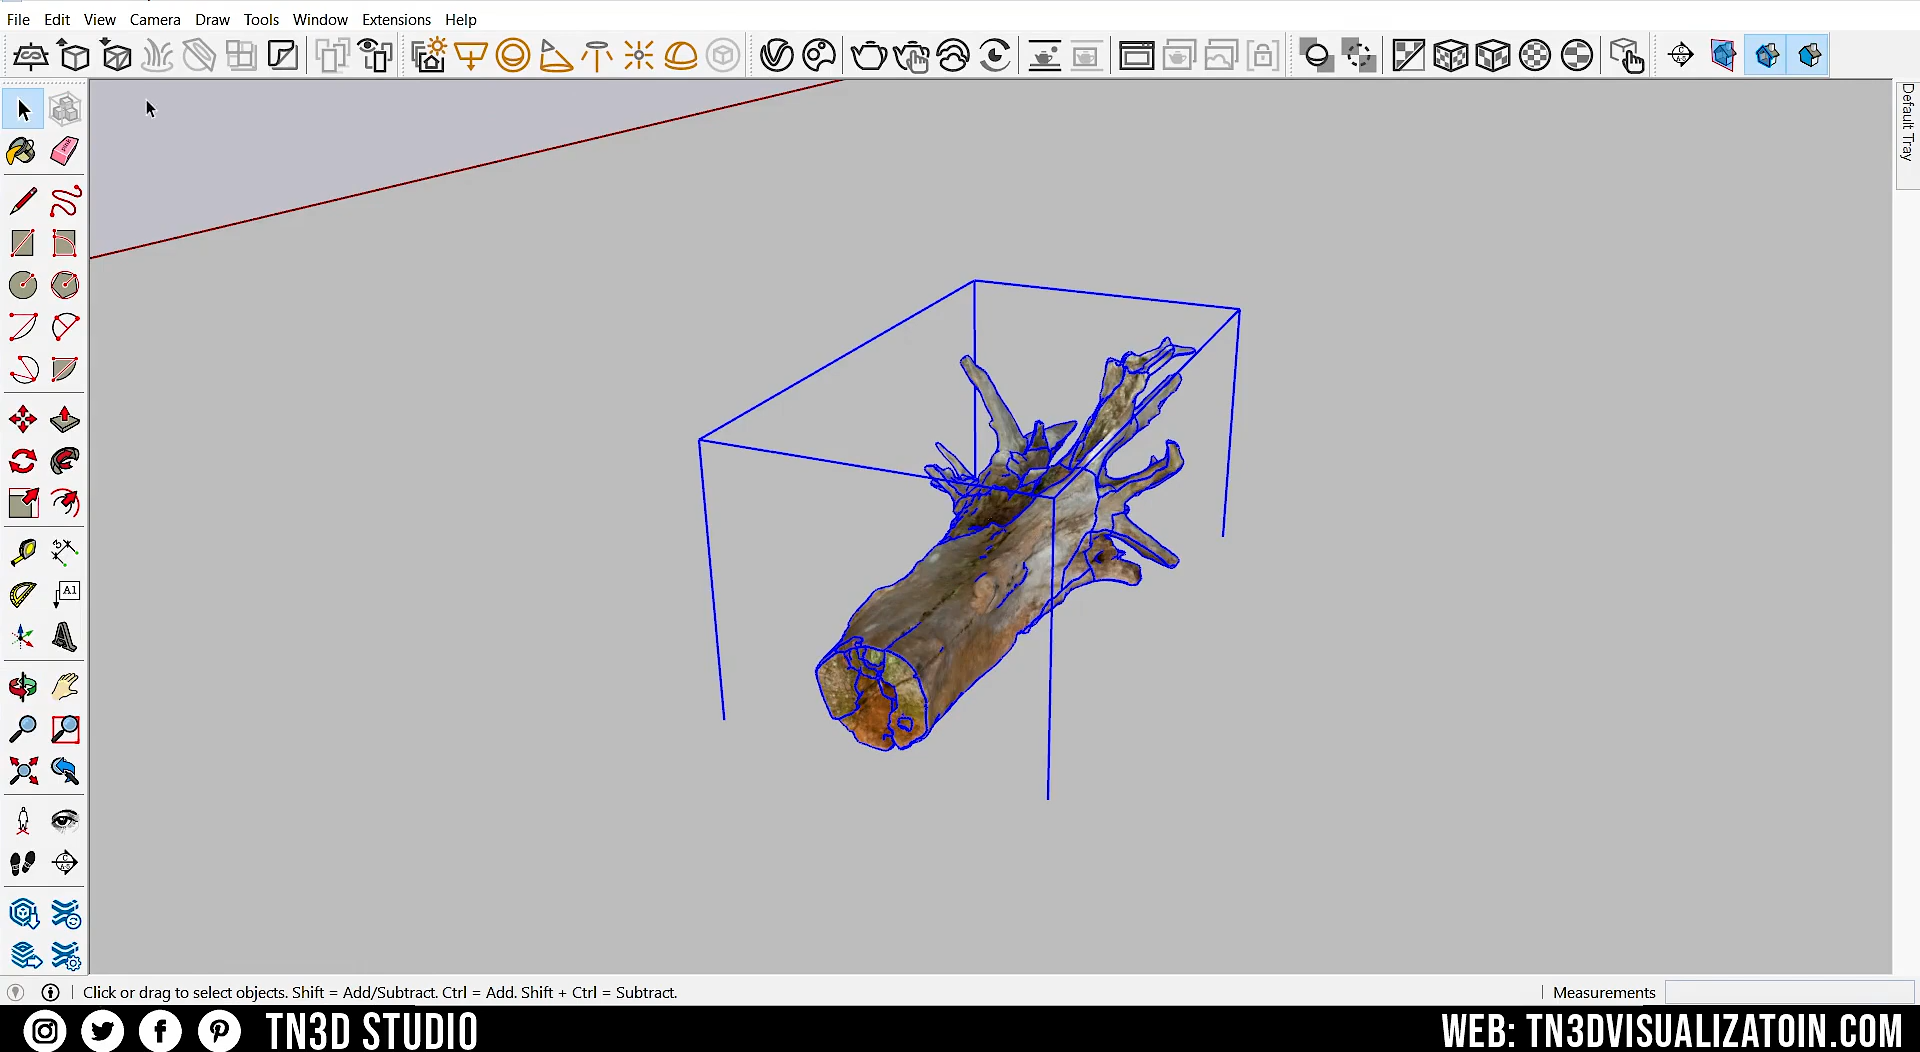 File Edit View Camera Draw Tools Window Extensions Help
Default Tray
A1
Click or drag to select objects. Shift = Add/Subtract. Ctrl = Add. Shift + Ctrl = Subtract.
Measurements
TN3D STUDIO
WEB: TN3DVISUALIZATOIN.COM